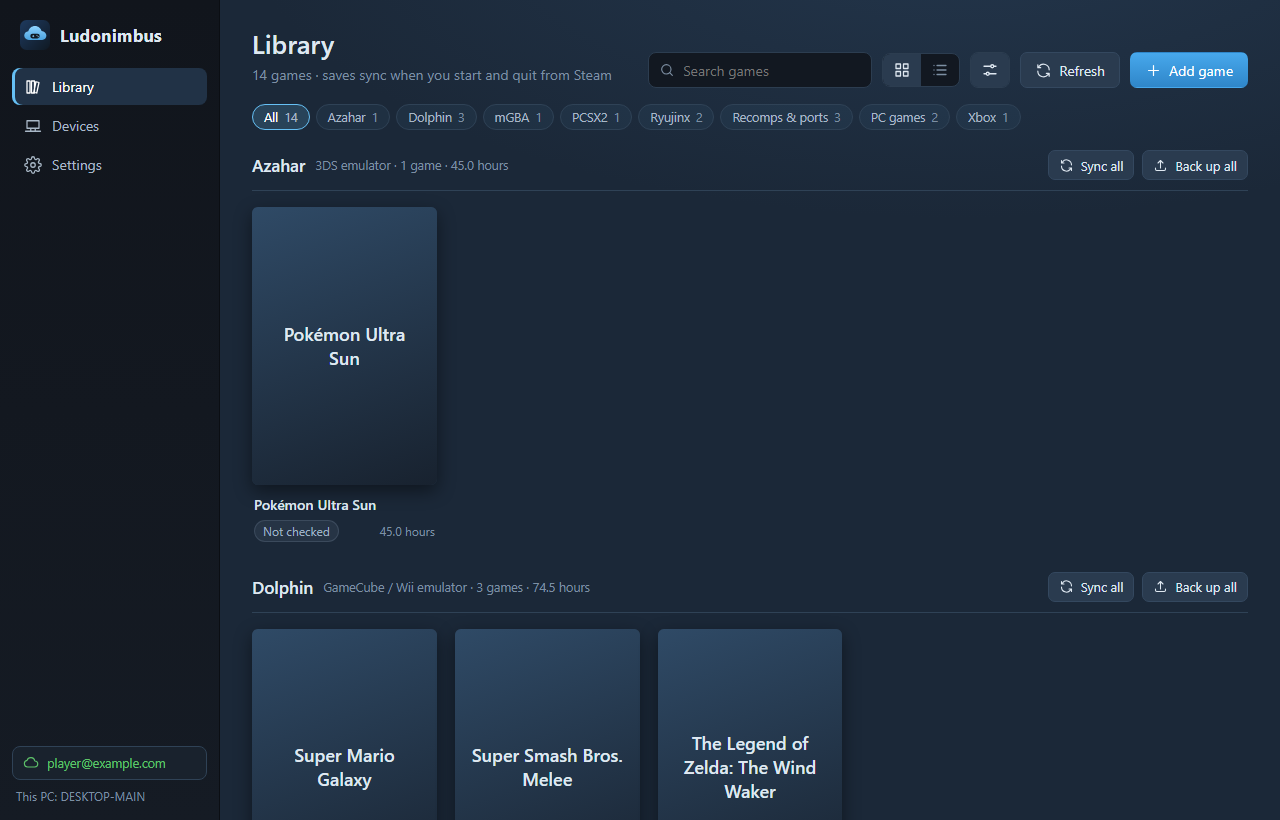 Ludonimbus
Library
Devices
Settings
player@example.com
This PC: DESKTOP-MAIN
Library
14 games · saves sync when you start and quit from Steam
Search games
Refresh
Add game
All 14
Azahar 1
Dolphin 3
mGBA 1
PCSX2 1
Ryujinx 2
Recomps & ports 3
PC games 2
Xbox 1
Azahar 3DS emulator · 1 game · 45.0 hours
Sync all
Back up all
Pokémon Ultra
Sun
Pokémon Ultra Sun
Not checked
45.0 hours
Dolphin GameCube / Wii emulator · 3 games · 74.5 hours
Sync all
Back up all
Super Mario
Galaxy
Super Smash Bros.
Melee
The Legend of
Zelda: The Wind
Waker